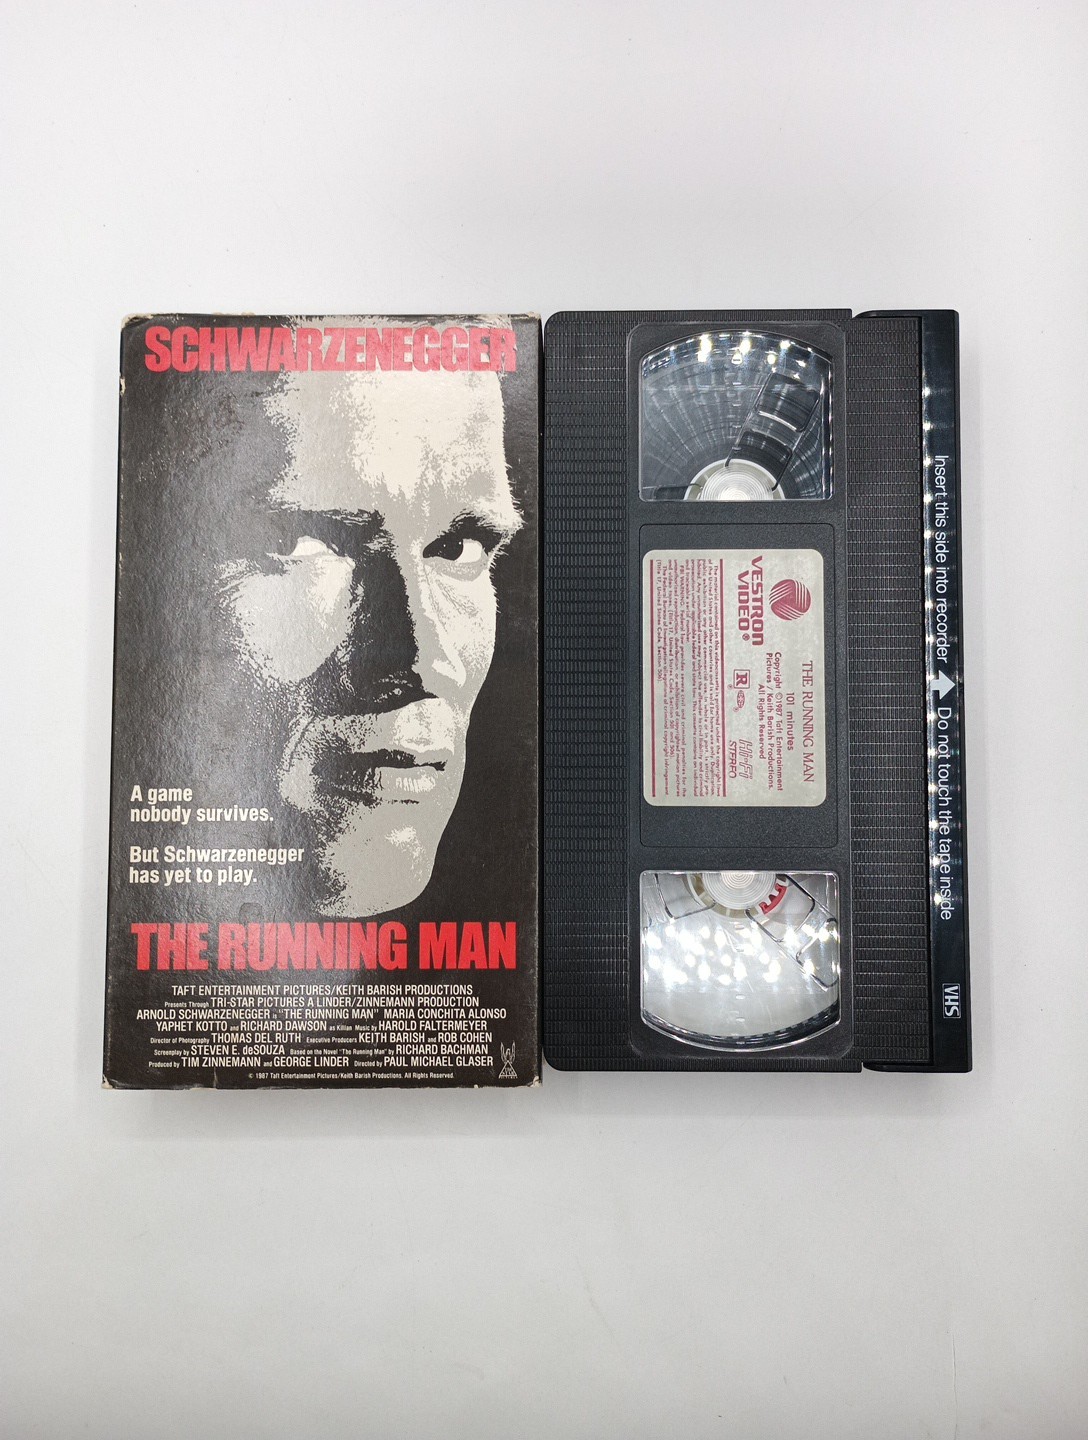 SCHWARZENEGGER
A game
nobody survives.
But Schwarzenegger
has yet to play.
THE RUNNING MAN
TAFT ENTERTAINMENT PICTURES/KEITH BARISH PRODUCTIONS
Presents Through TRI-STAR PICTURES A LINDER/ZINNEMANN PRODUCTION
ARNOLD SCHWARZENEGGER is "THE RUNNING MAN" MARIA CONCHITA ALONSO
YAPHET KOTTO and RICHARD DAWSON as Killian Music by HAROLD FALTERMEYER
Director of Photography THOMAS DEL RUTH Executive Producers KEITH BARISH and ROB COHEN
Screenplay by STEVEN E. deSOUZA Based on the Novel "The Running Man" by RICHARD BACHMAN
Produced by TIM ZINNEMANN and GEORGE LINDER Directed by PAUL MICHAEL GLASER
© 1987 Taft Entertainment Pictures/Keith Barish Productions. All Rights Reserved.
THE RUNNING MAN
101 minutes
Copyright ©1987 Taft Entertainment
Pictures / Keith Barish Productions.
All Rights Reserved
VESTRON
VIDEO®
R
Hi-Fi
STEREO
Insert this side into recorder Do not touch the tape inside
VHS